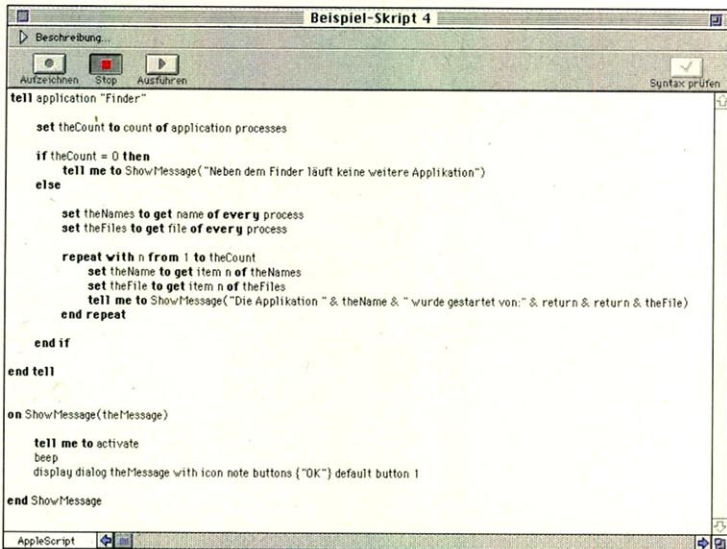 Beispiel-Skript 4
Beschreibung...
Aufzeichnen Stop Ausführen Syntax prüfen
tell application "Finder"
set theCount to count of application processes
if theCount = 0 then
tell me to ShowMessage("Neben dem Finder läuft keine weitere Applikation")
else
set theNames to get name of every process
set theFiles to get file of every process
repeat with n from 1 to theCount
set theName to get item n of theNames
set theFile to get item n of theFiles
tell me to ShowMessage("Die Applikation " & theName & " wurde gestartet von:" & return & return & theFile)
end repeat
end if
end tell
on ShowMessage(theMessage)
tell me to activate
beep
display dialog theMessage with icon note buttons {"OK"} default button 1
end ShowMessage
AppleScript